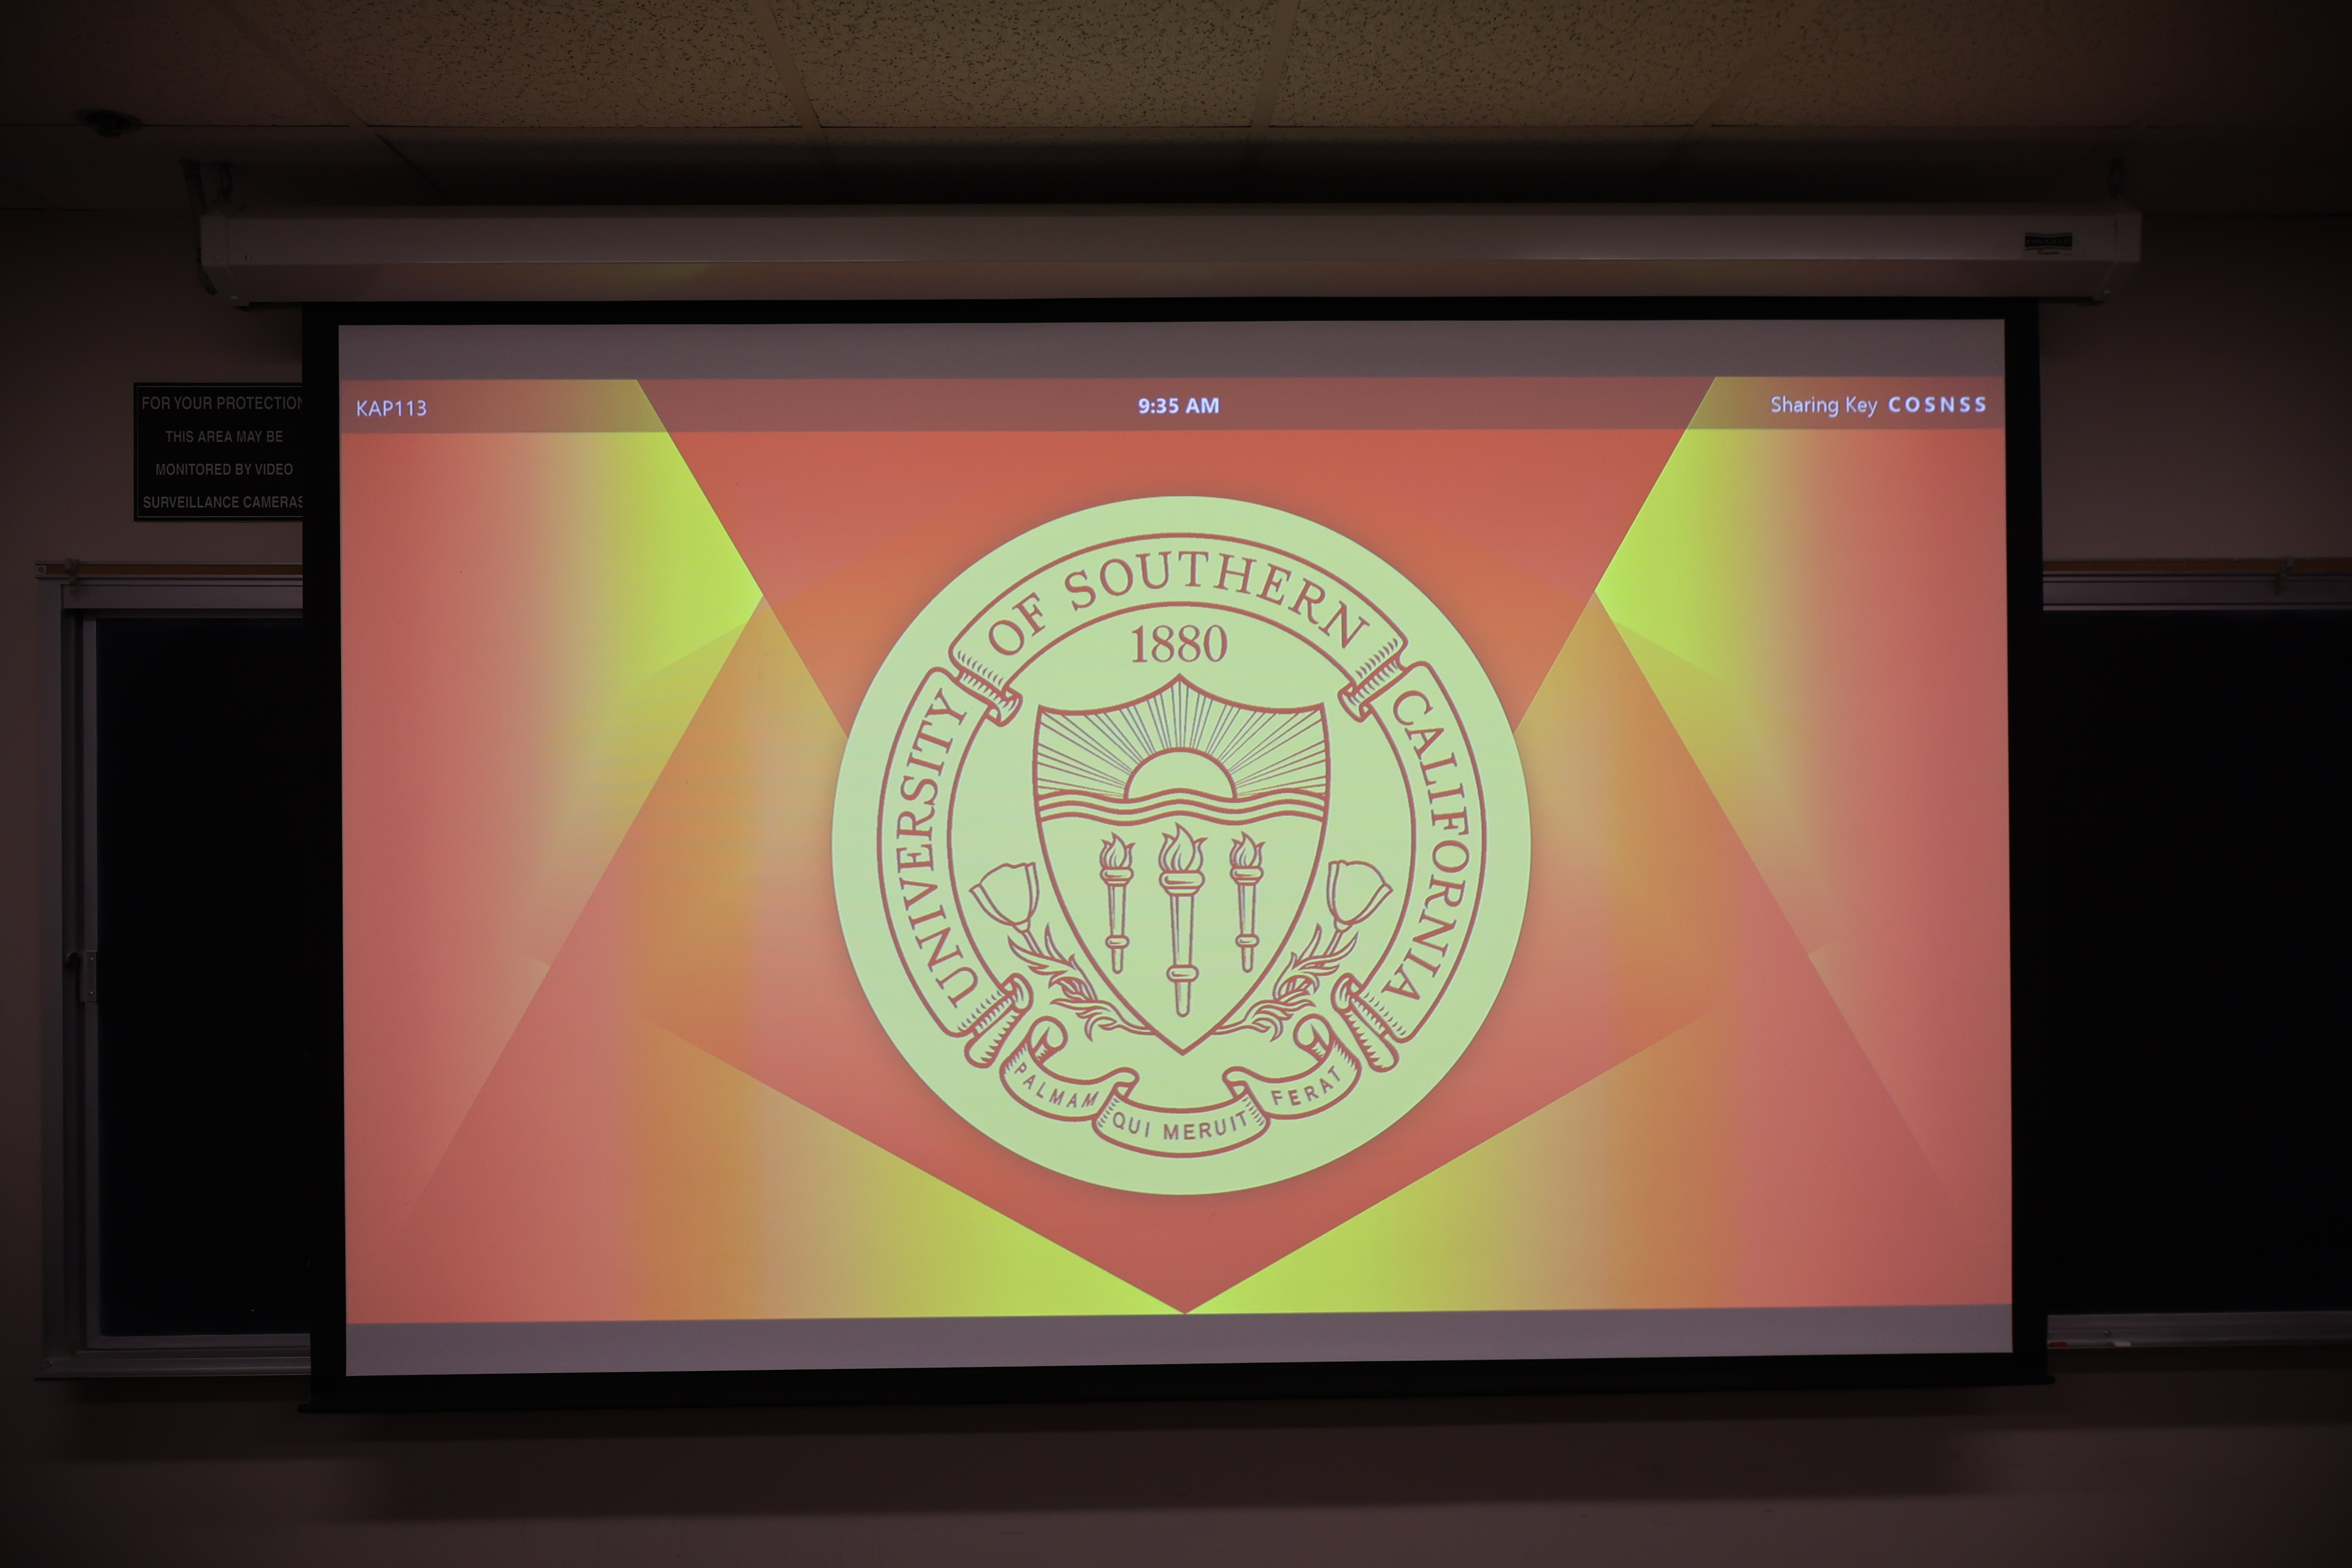 KAP113
9:35 AM
Sharing Key COSNSS
FOR YOUR PROTECTION
THIS AREA MAY BE
MONITORED BY VIDEO
SURVEILLANCE CAMERAS
UNIVERSITY OF SOUTHERN CALIFORNIA
1880
PALMAM QUI MERUIT FERAT